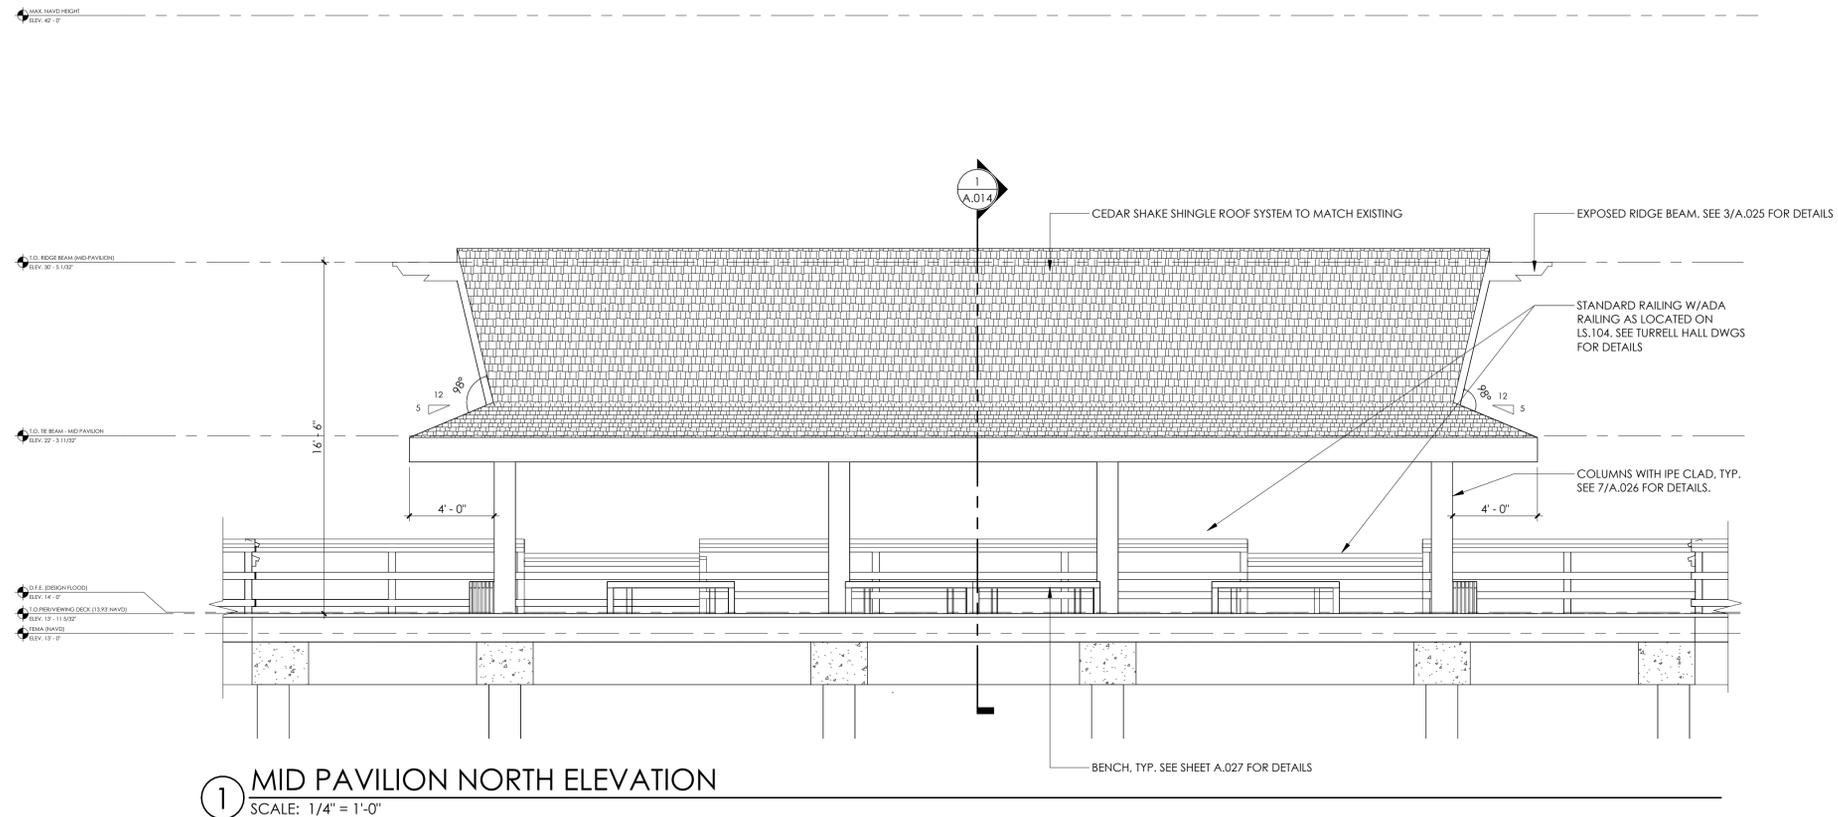 MAX. NAVD HEIGHT
ELEV. 42' - 0"
1
A.014
CEDAR SHAKE SHINGLE ROOF SYSTEM TO MATCH EXISTING
EXPOSED RIDGE BEAM. SEE 3/A.025 FOR DETAILS
T.O. RIDGE BEAM (MID-PAVILION)
ELEV. 30' - 5 1/32"
STANDARD RAILING W/ADA
RAILING AS LOCATED ON
LS.104. SEE TURRELL HALL DWGS
FOR DETAILS
98°
12
5
98°
12
5
16' - 6"
T.O. TIE BEAM - MID PAVILION
ELEV. 22' - 3 11/32"
COLUMNS WITH IPE CLAD, TYP.
SEE 7/A.026 FOR DETAILS.
4' - 0"
4' - 0"
D.F.E. (DESIGN FLOOD)
ELEV. 14' - 0"
T.O.PIER/VIEWING DECK (13.93' NAVD)
ELEV. 13' - 11 5/32"
FEMA (NAVD)
ELEV. 13' - 0"
BENCH, TYP. SEE SHEET A.027 FOR DETAILS
1
MID PAVILION NORTH ELEVATION
SCALE: 1/4" = 1'-0"